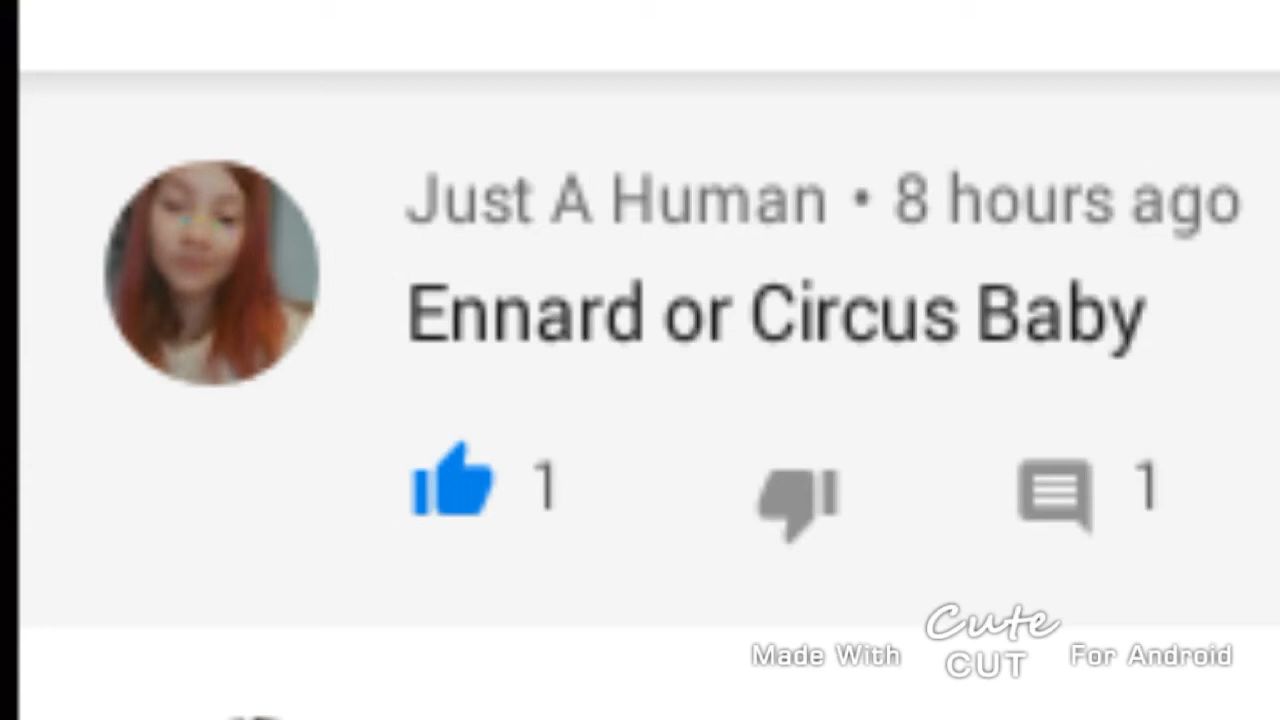 Just A Human • 8 hours ago
Ennard or Circus Baby
1 1
Made With Cute CUT For Android